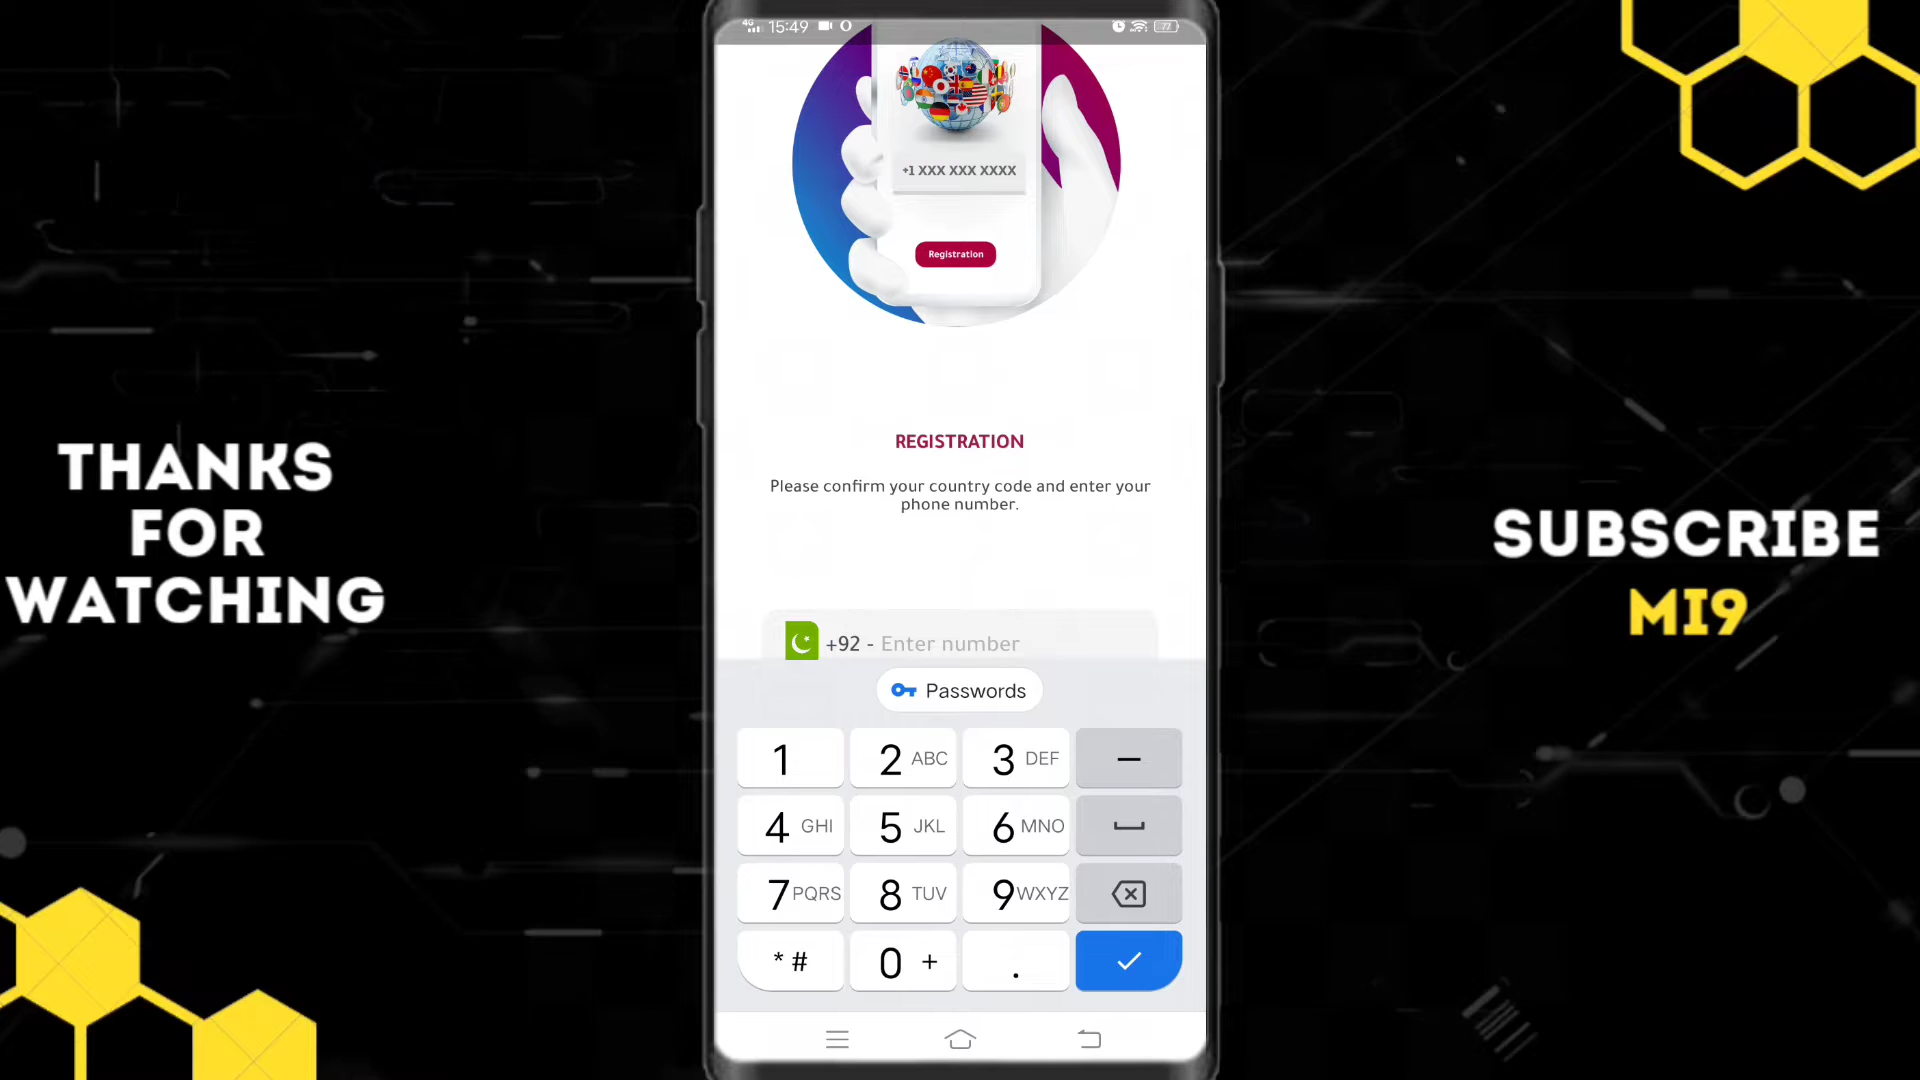 4G 15:49 77
+1 XXX XXX XXXX
Registration
REGISTRATION
Please confirm your country code and enter your
phone number.
+92 - Enter number
Passwords
1 2 ABC 3 DEF –
4 GHI 5 JKL 6 MNO
7 PQRS 8 TUV 9 WXYZ
* # 0 + .
THANKS
FOR
WATCHING
SUBSCRIBE
MI9